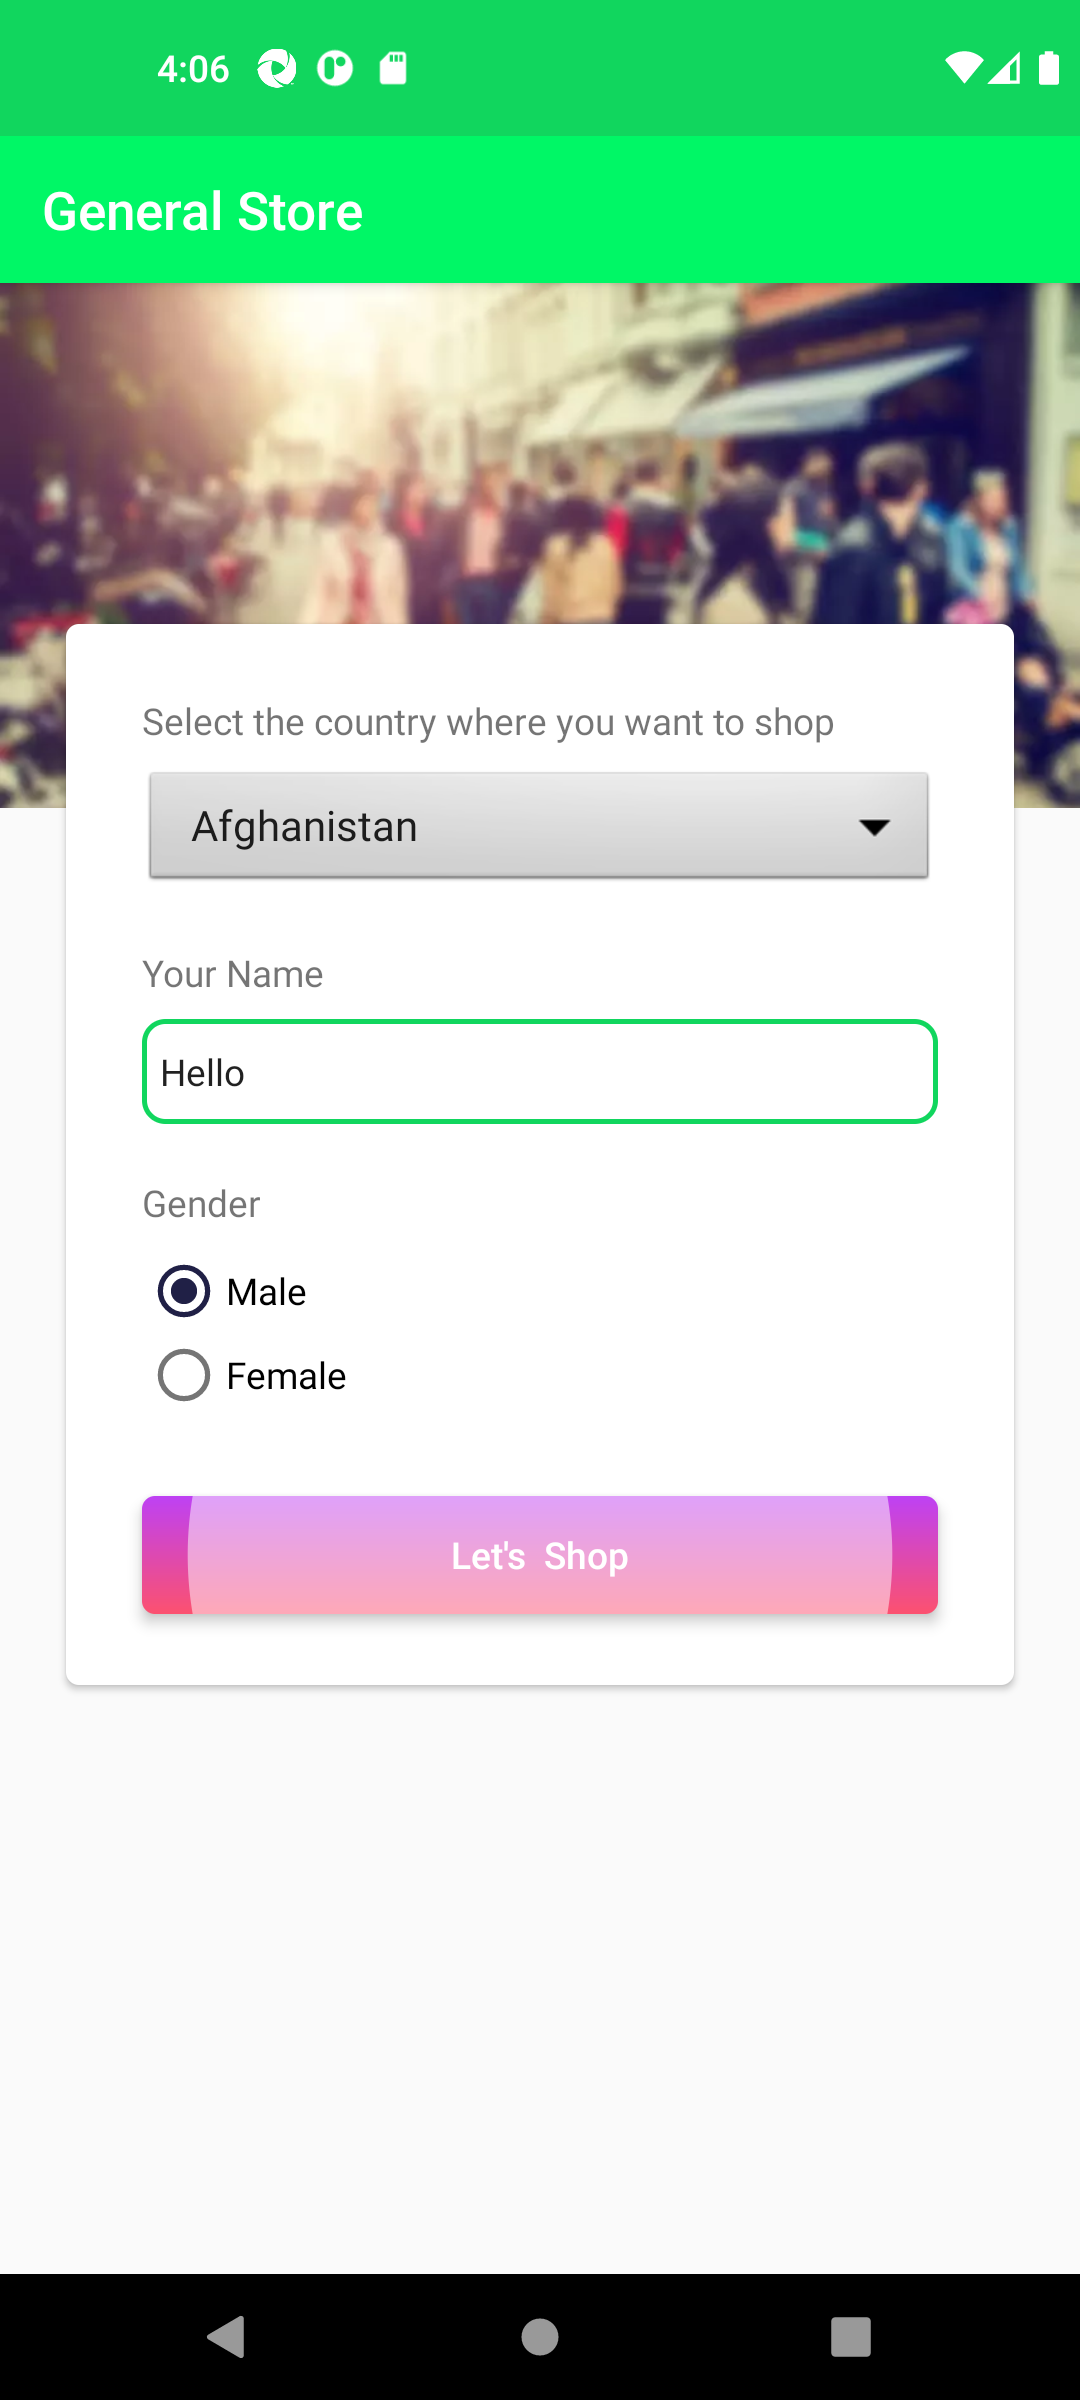 4:06
General Store
Select the country where you want to shop
Afghanistan
Your Name
Hello
Gender
Male
Female
Let's Shop